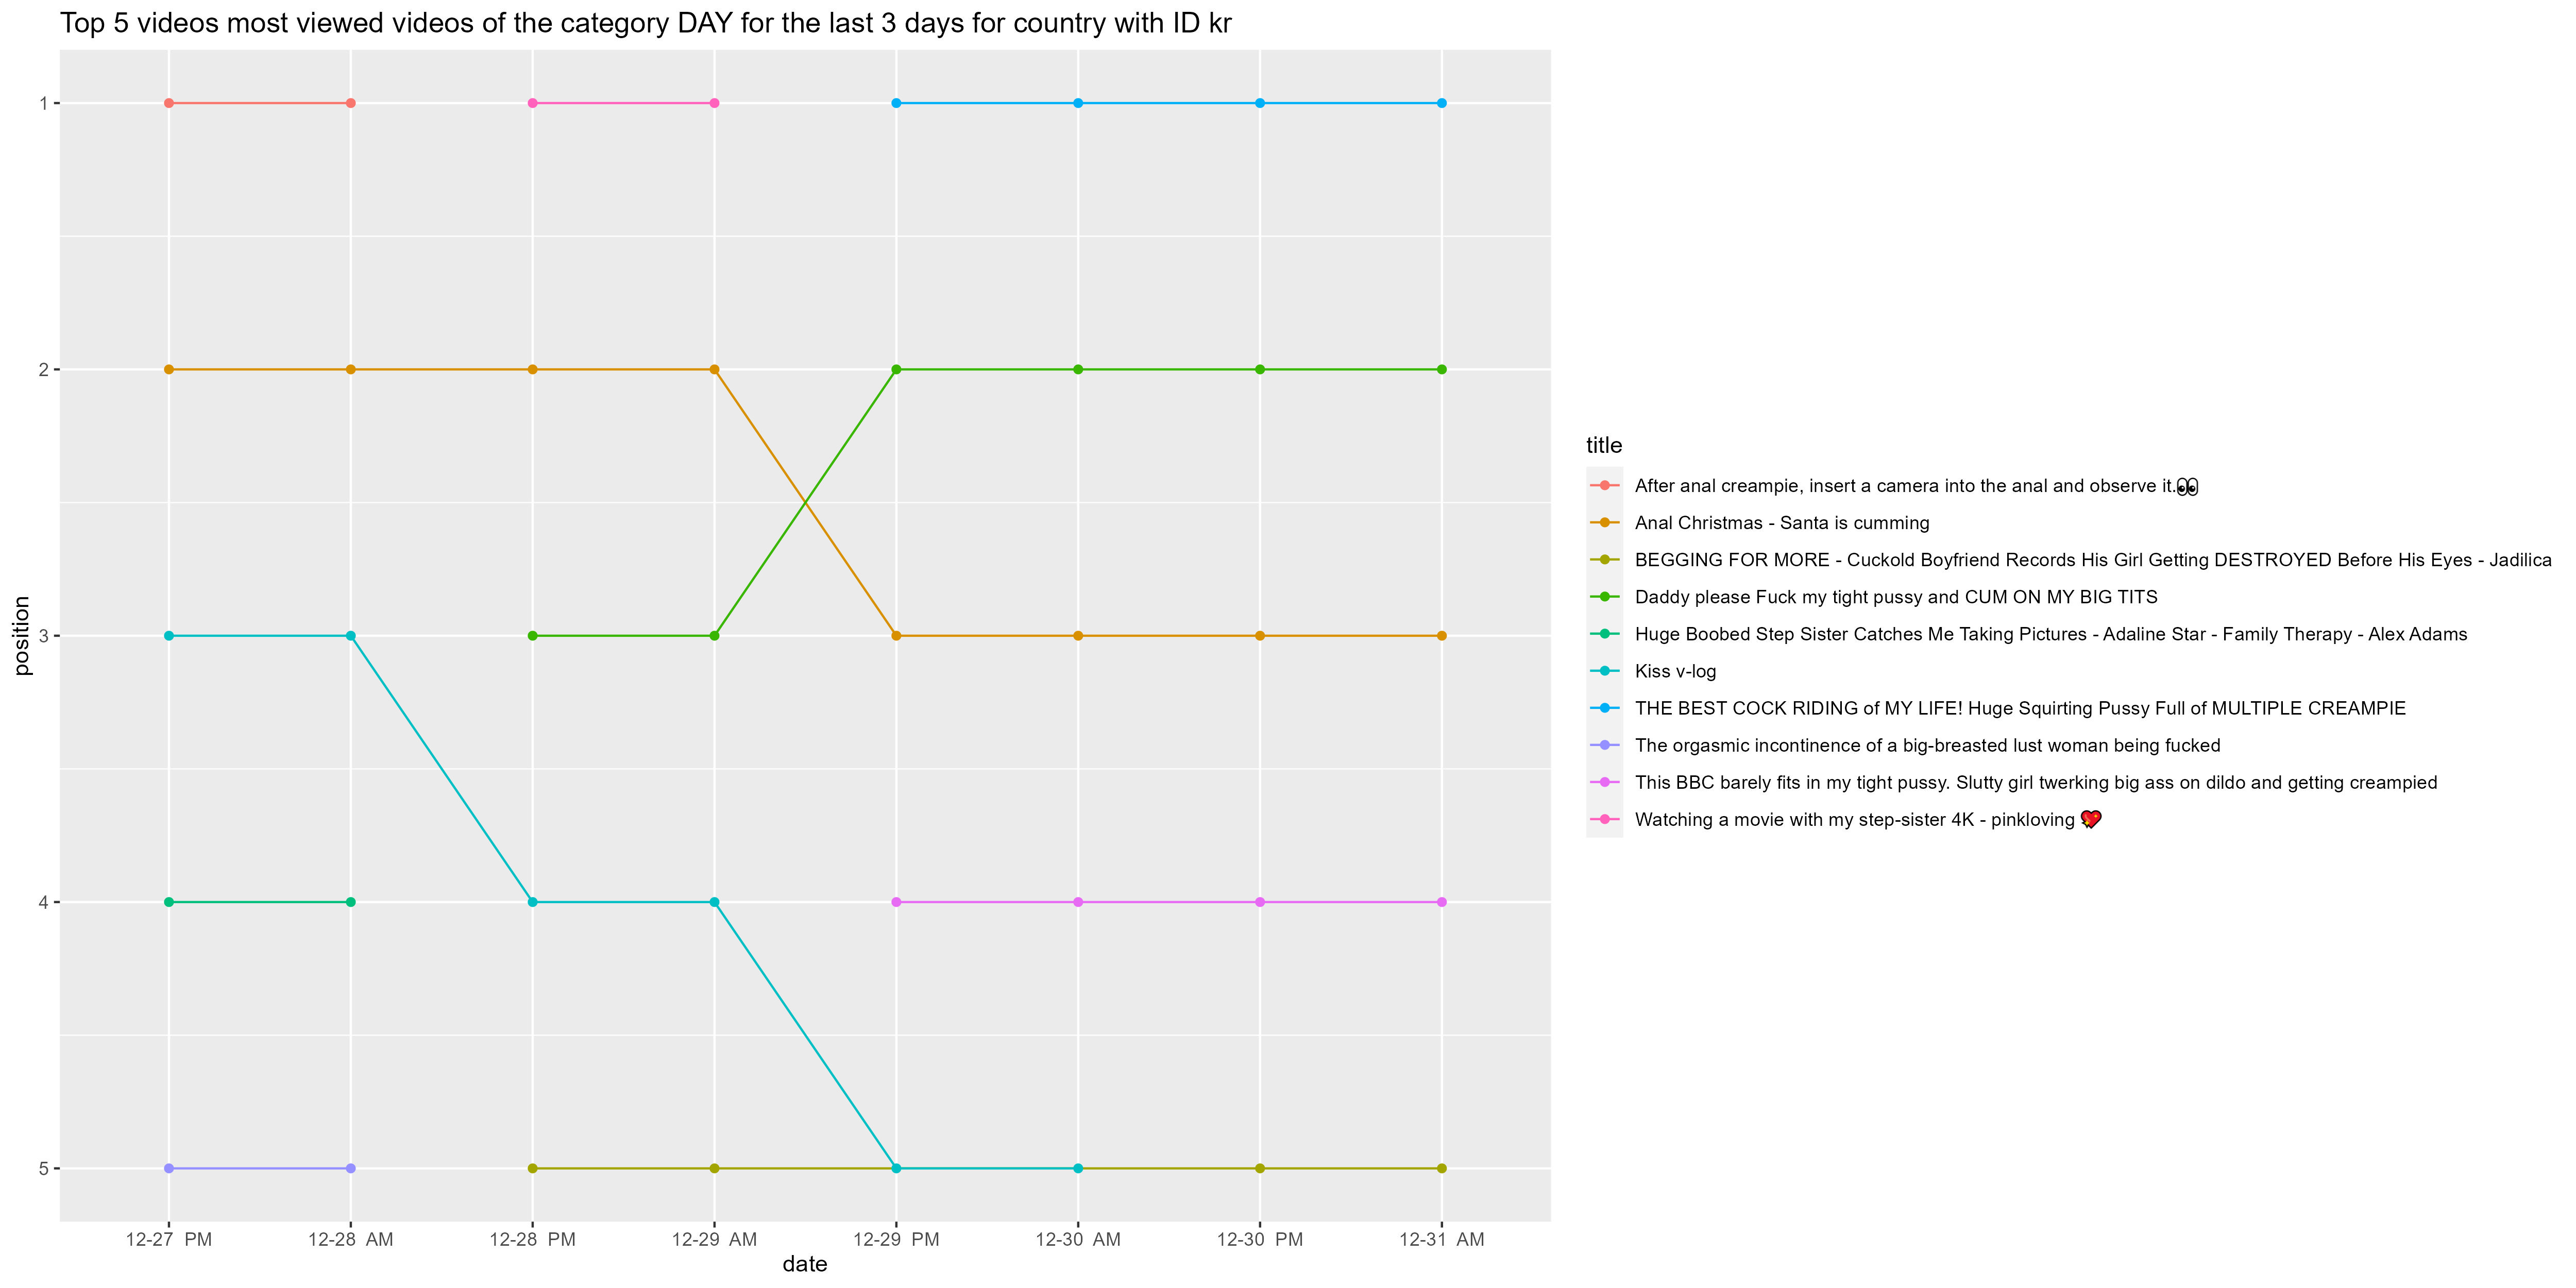 Top 5 videos most viewed videos of the category DAY for the last 3 days for country with ID kr
position
1
2
3
4
5
12-27 PM
12-28 AM
12-28 PM
12-29 AM
12-29 PM
12-30 AM
12-30 PM
12-31 AM
date
title
After anal creampie, insert a camera into the anal and observe it.👀
Anal Christmas - Santa is cumming
BEGGING FOR MORE - Cuckold Boyfriend Records His Girl Getting DESTROYED Before His Eyes - Jadilica
Daddy please Fuck my tight pussy and CUM ON MY BIG TITS
Huge Boobed Step Sister Catches Me Taking Pictures - Adaline Star - Family Therapy - Alex Adams
Kiss v-log
THE BEST COCK RIDING of MY LIFE! Huge Squirting Pussy Full of MULTIPLE CREAMPIE
The orgasmic incontinence of a big-breasted lust woman being fucked
This BBC barely fits in my tight pussy. Slutty girl twerking big ass on dildo and getting creampied
Watching a movie with my step-sister 4K - pinkloving 💖